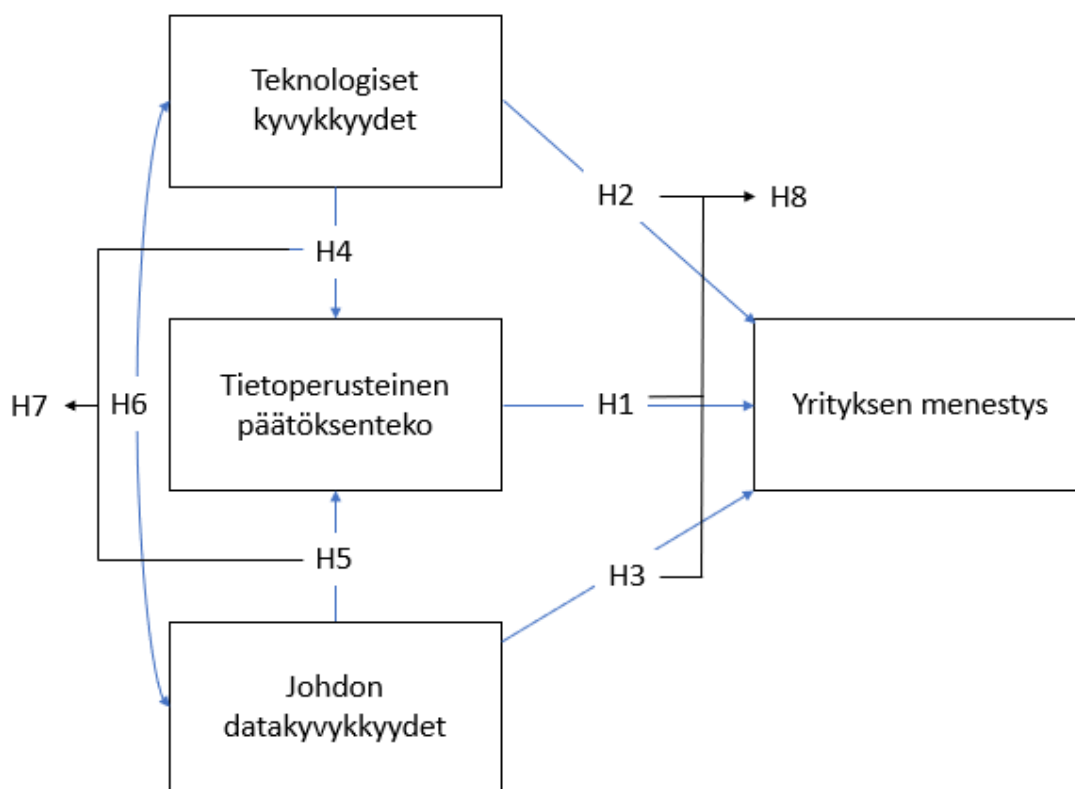 Teknologiset
kyvykkyydet
H2
H8
H4
H7
H6
Tietoperusteinen
päätöksenteko
H1
Yrityksen menestys
H5
H3
Johdon
datakyvykkyydet